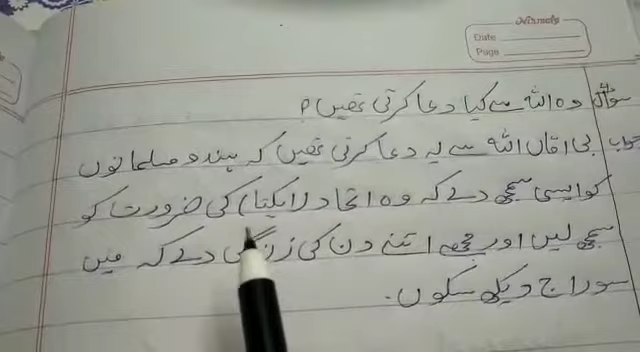 Nirmala
Date
Page
سوال وہ اللہ سے کیا دعا کرتی تھیں؟
جواب بی اماں اللہ سے یہ دعا کرتی تھیں کہ ہندو مسلمانوں
کو ایسی سمجھ دے کہ وہ اتحاد (ایکتا) کی ضرورت کو
سمجھ لیں اور مجھے اتنے دن کی زندگی دے کہ میں
سوراج دیکھ سکوں۔